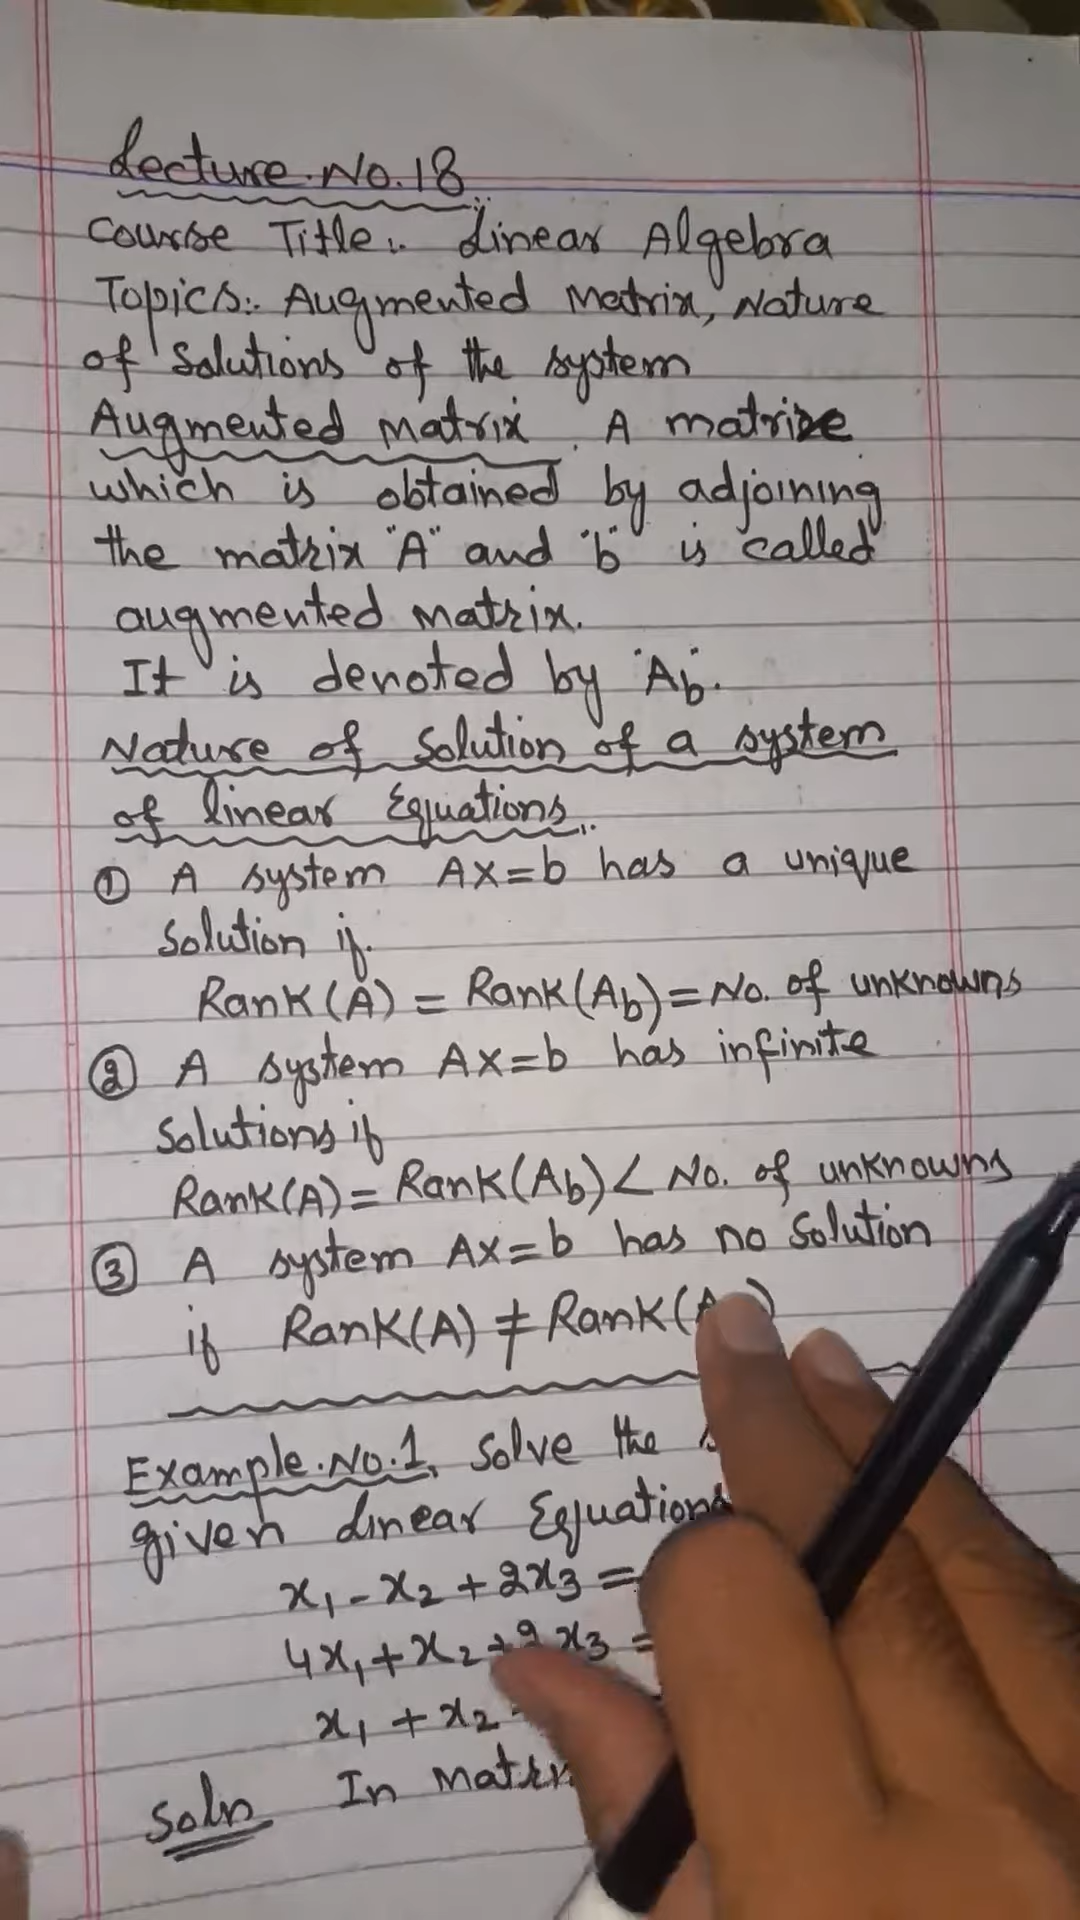 Lecture.No.18
Course Title:. Linear Algebra
Topics:. Augmented Matrix, Nature
of Solutions of the system
Augmented Matrix. A matrix
which is obtained by adjoining
the matrix "A" and "b" is called
augmented matrix.
It is denoted by "Ab".
Nature of Solution of a system
of linear Equations:.
① A system AX=b has a unique
Solution if.
Rank(A) = Rank(Ab) = No. of unknowns
② A system AX=b has infinite
Solutions if
Rank(A) = Rank(Ab) < No. of unknowns
③ A system AX=b has no Solution
if Rank(A) ≠ Rank(
Example.No.1. Solve the
given Linear Equations
x₁ - x₂ + 2x₃ =
4x₁ + x₂ + 2x₃ =
x₁ + x₂
Soln In